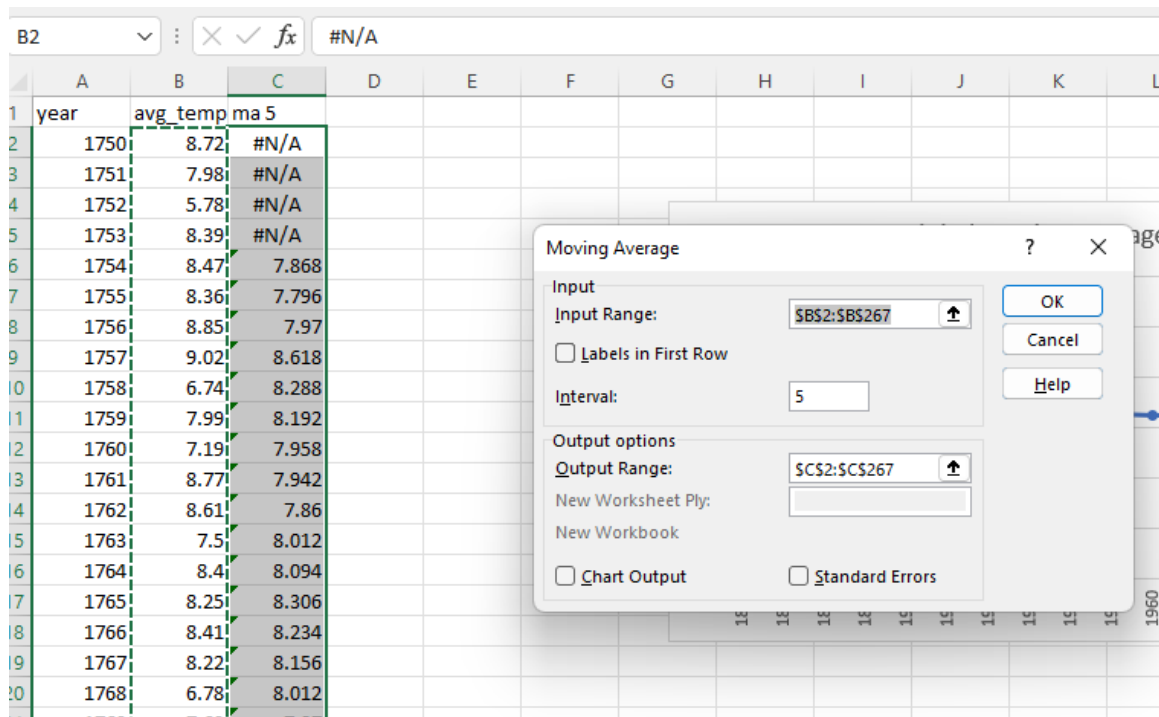 B2 fx #N/A
A B C D E F G H I J K L
1 year avg_temp ma 5
2 1750 8.72 #N/A
3 1751 7.98 #N/A
4 1752 5.78 #N/A
5 1753 8.39 #N/A
6 1754 8.47 7.868
7 1755 8.36 7.796
8 1756 8.85 7.97
9 1757 9.02 8.618
10 1758 6.74 8.288
11 1759 7.99 8.192
12 1760 7.19 7.958
13 1761 8.77 7.942
14 1762 8.61 7.86
15 1763 7.5 8.012
16 1764 8.4 8.094
17 1765 8.25 8.306
18 1766 8.41 8.234
19 1767 8.22 8.156
20 1768 6.78 8.012
Moving Average ?
Input
Input Range: $B$2:$B$267
Labels in First Row
Interval: 5
OK
Cancel
Help
Output options
Output Range: $C$2:$C$267
New Worksheet Ply:
New Workbook
Chart Output Standard Errors
1960